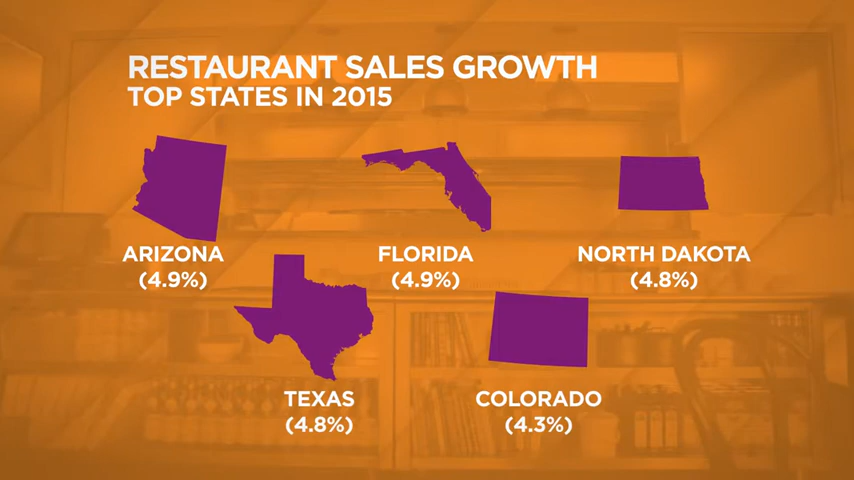 RESTAURANT SALES GROWTH
TOP STATES IN 2015
ARIZONA
(4.9%)
FLORIDA
(4.9%)
NORTH DAKOTA
(4.8%)
TEXAS
(4.8%)
COLORADO
(4.3%)